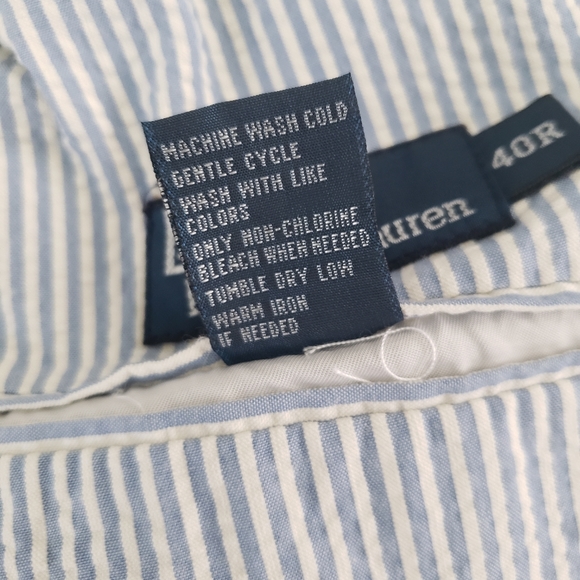 MACHINE WASH COLD
GENTLE CYCLE
WASH WITH LIKE
COLORS
ONLY NON-CHLORINE
BLEACH WHEN NEEDED
TUMBLE DRY LOW
WARM IRON
IF NEEDED
40R